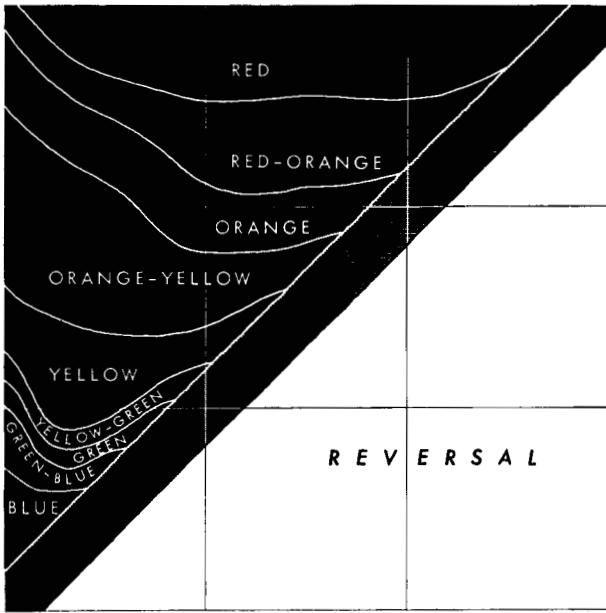 RED
RED-ORANGE
ORANGE
ORANGE-YELLOW
YELLOW
YELLOW-GREEN
GREEN
GREEN-BLUE
BLUE
REVERSAL